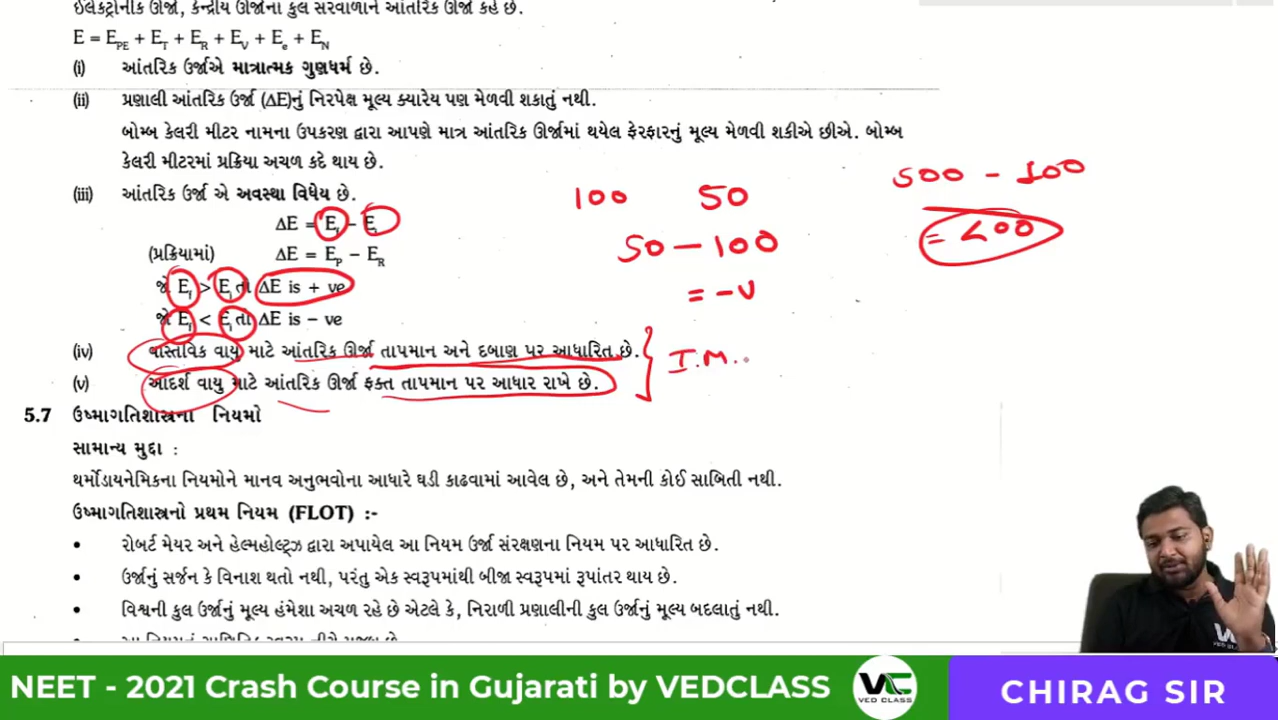 ઇલેક્ટ્રોનીક ઊર્જા, કેન્દ્રીય ઊર્જાના કુલ સરવાળાને આંતરિક ઊર્જા કહે છે.
E = E_PE + E_T + E_R + E_V + E_e + E_N
(i) આંતરિક ઉર્જાએ માત્રાત્મક ગુણધર્મ છે.
(ii) પ્રણાલી આંતરિક ઉર્જા (ΔE)નું નિરપેક્ષ મૂલ્ય ક્યારેય પણ મેળવી શકાતું નથી.
બોમ્બ કેલરી મીટર નામના ઉપકરણ દ્વારા આપણે માત્ર આંતરિક ઊર્જામાં થયેલ ફેરફારનું મૂલ્ય મેળવી શકીએ છીએ. બોમ્બ
કેલરી મીટરમાં પ્રક્રિયા અચળ કદે થાય છે.
(iii) આંતરિક ઉર્જા એ અવસ્થા વિધેય છે.
100 50
500 - 100
ΔE = E_f − E_i
50 - 100
= 400
(પ્રક્રિયામાં) ΔE = E_P − E_R
જો E_f > E_i તો ΔE is + ve
= -v
જો E_f < E_i તો ΔE is − ve
(iv) વાસ્તવિક વાયુ માટે આંતરિક ઊર્જા તાપમાન અને દબાણ પર આધારિત છે.
I.M.
(v) આદર્શ વાયુ માટે આંતરિક ઊર્જા ફક્ત તાપમાન પર આધાર રાખે છે.
5.7 ઉષ્માગતિશાસ્ત્રના નિયમો
સામાન્ય મુદ્દા :
થર્મોડાયનેમિકના નિયમોને માનવ અનુભવોના આધારે ઘડી કાઢવામાં આવેલ છે, અને તેમની કોઈ સાબિતી નથી.
ઉષ્માગતિશાસ્ત્રનો પ્રથમ નિયમ (FLOT) :-
• રોબર્ટ મેયર અને હેલ્મહોલ્ટ્ઝ દ્વારા અપાયેલ આ નિયમ ઉર્જા સંરક્ષણના નિયમ પર આધારિત છે.
• ઉર્જાનું સર્જન કે વિનાશ થતો નથી, પરંતુ એક સ્વરૂપમાંથી બીજા સ્વરૂપમાં રૂપાંતર થાય છે.
• વિશ્વની કુલ ઉર્જાનું મૂલ્ય હંમેશા અચળ રહે છે એટલે કે, નિરાળી પ્રણાલીની કુલ ઉર્જાનું મૂલ્ય બદલાતું નથી.
NEET - 2021 Crash Course in Gujarati by VEDCLASS
VC
VED CLASS
CHIRAG SIR